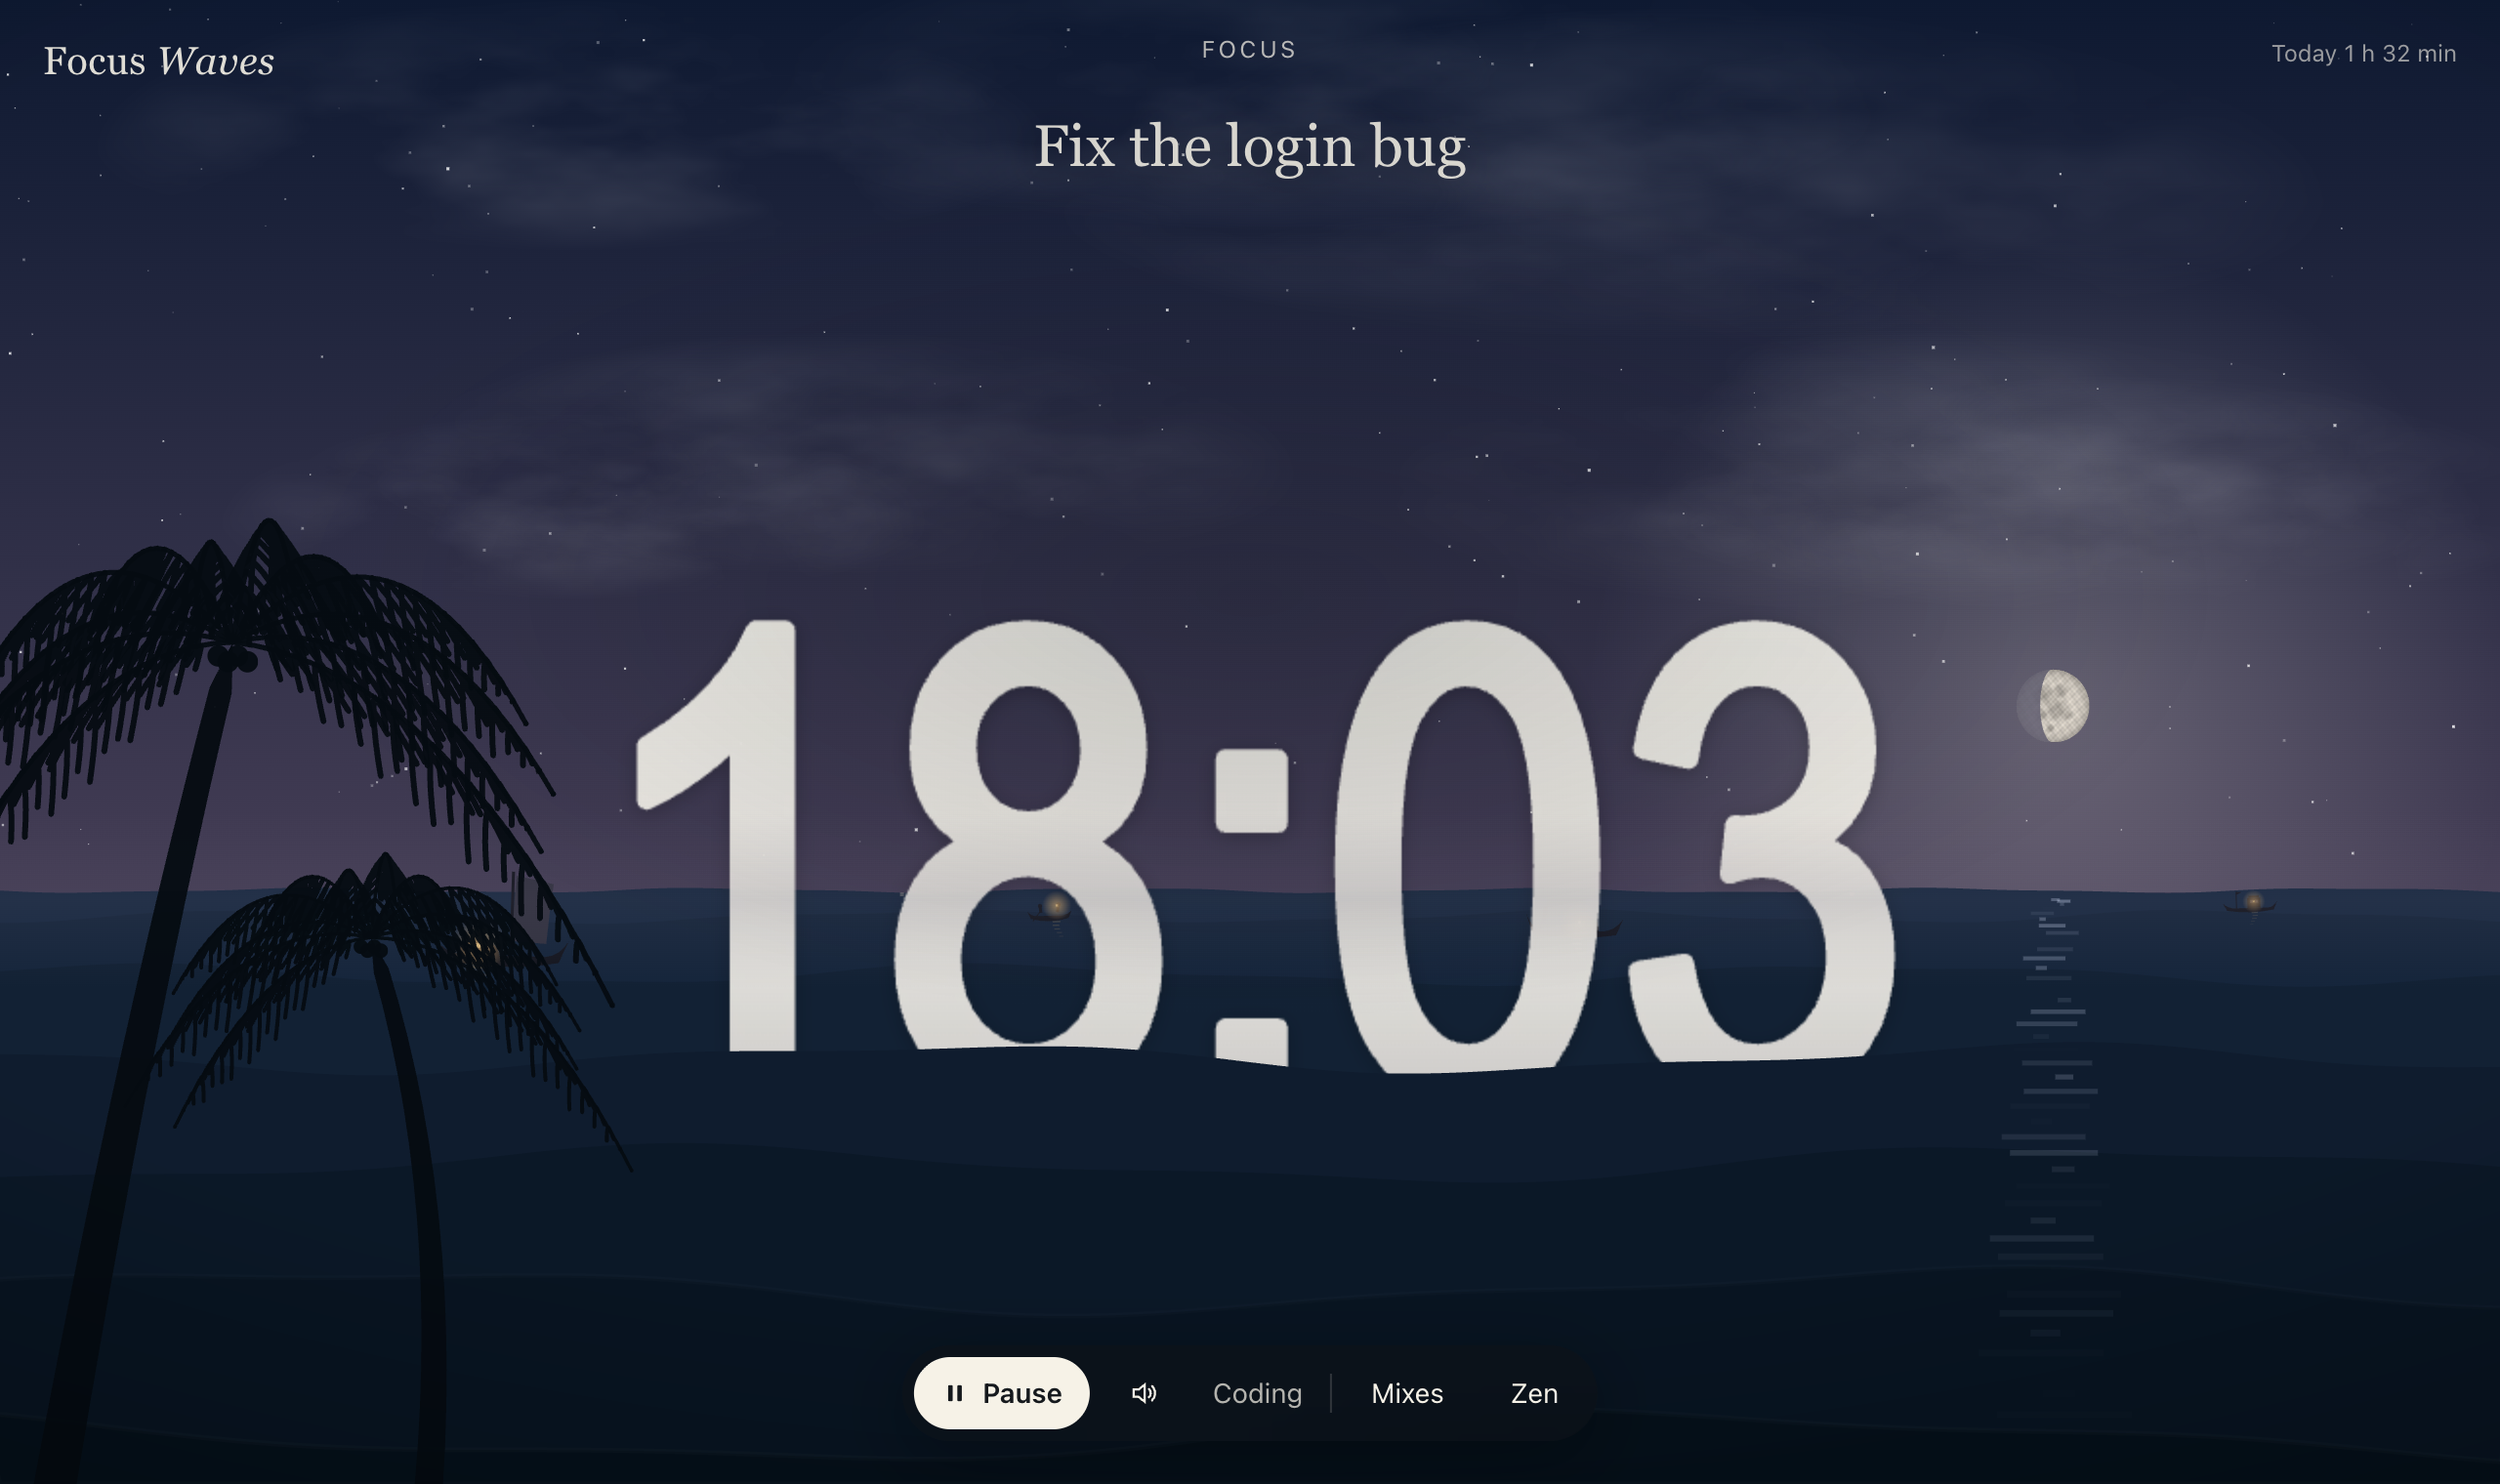 Focus Waves
FOCUS
Today 1 h 32 min
Fix the login bug
18:03
Pause
Coding
Mixes
Zen